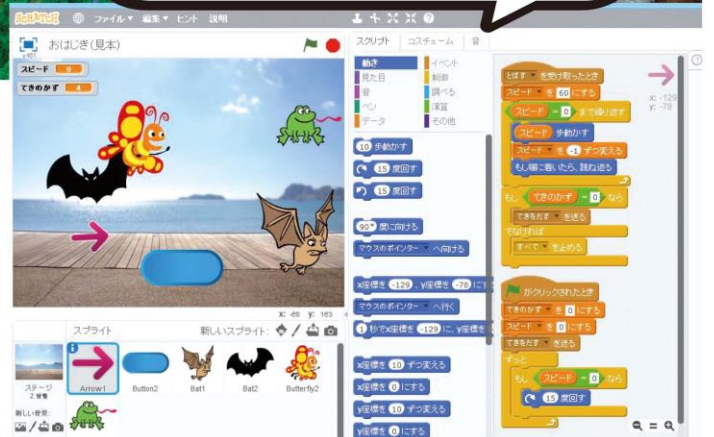 SCRATCH ファイル▼ 編集▼ ヒント 説明
おはじき(見本)
v461
スピード 0
てきのかず 4
x: -68 y: 163
スプライト 新しいスプライト:
ステージ
2 背景
新しい背景:
Arrow1
Button2
Bat1
Bat2
Butterfly2
スクリプト コスチューム 音
動き
見た目
音
ペン
データ
イベント
制御
調べる
演算
その他
10 歩動かす
15 度回す
15 度回す
90▼ 度に向ける
マウスのポインター▼ へ向ける
x座標を -129 、y座標を -78 に
マウスのポインター▼ へ行く
1 秒でx座標を -129 に、y座標を
x座標を 10 ずつ変える
x座標を 0 にする
y座標を 10 ずつ変える
y座標を 0 にする
とばす▼ を受け取ったとき
スピード▼ を 60 にする
スピード = 0 まで繰り返す
スピード 歩動かす
スピード▼ を -1 ずつ変える
もし端に着いたら、跳ね返る
もし てきのかず = 0 なら
てきをだす▼ を送る
でなければ
すべて▼ を止める
がクリックされたとき
てきのかず▼ を 0 にする
スピード▼ を 0 にする
てきをだす▼ を送る
ずっと
もし スピード = 0 なら
15 度回す
x: -129
y: -78